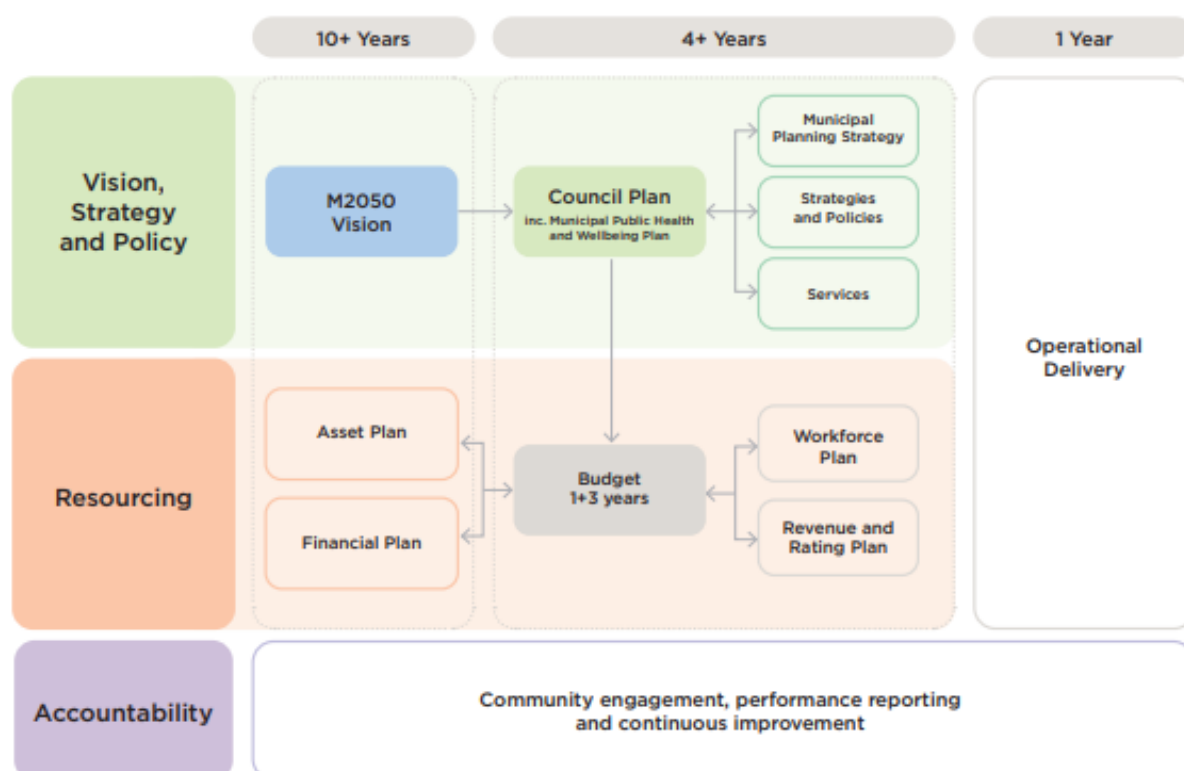 10+ Years
4+ Years
1 Year
Vision,
Strategy
and Policy
M2050
Vision
Council Plan
inc. Municipal Public Health
and Wellbeing Plan
Municipal
Planning Strategy
Strategies
and Policies
Services
Operational
Delivery
Resourcing
Asset Plan
Financial Plan
Budget
1+3 years
Workforce
Plan
Revenue and
Rating Plan
Accountability
Community engagement, performance reporting
and continuous improvement